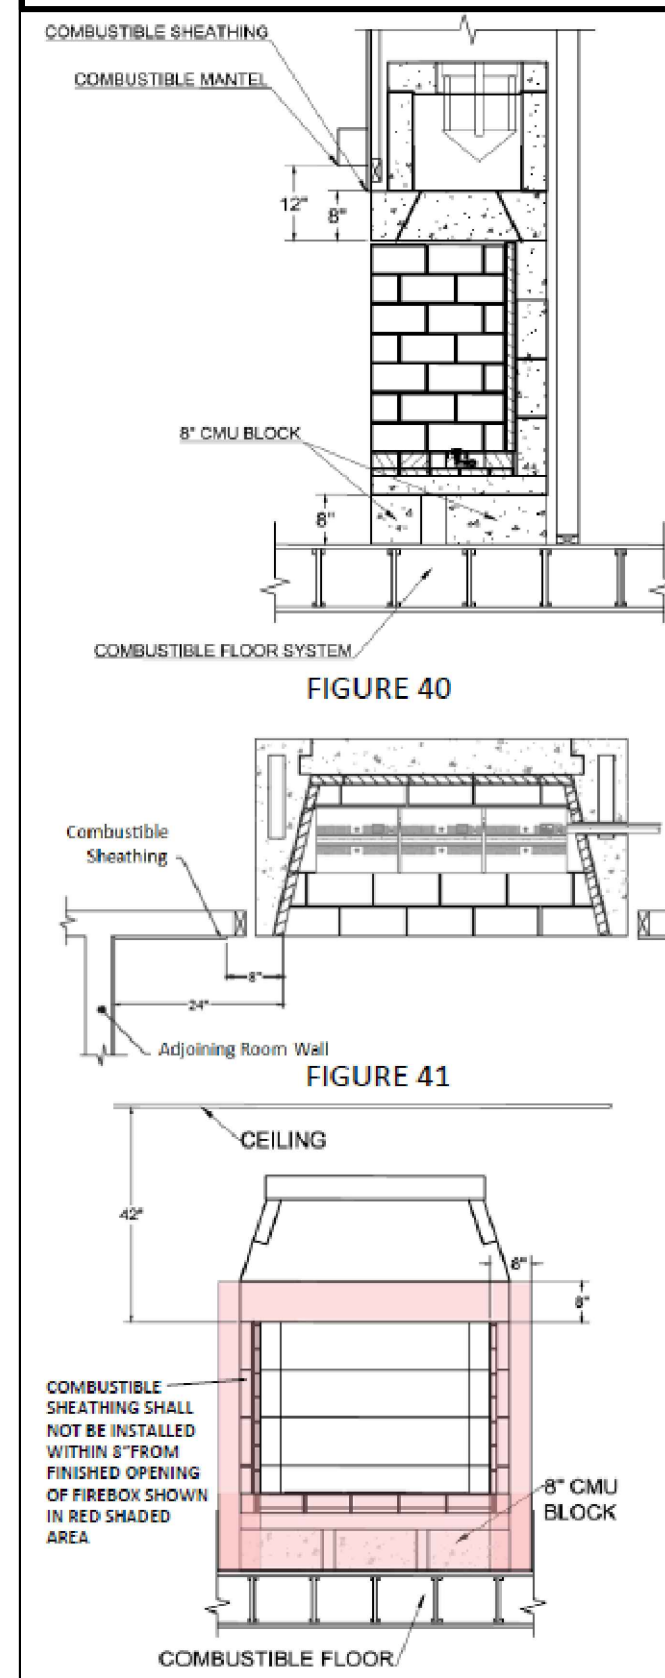 COMBUSTIBLE SHEATHING
COMBUSTIBLE MANTEL
12"
8"
8" CMU BLOCK
8"
COMBUSTIBLE FLOOR SYSTEM
FIGURE 40
Combustible
Sheathing
8"
24"
Adjoining Room Wall
FIGURE 41
CEILING
42"
8"
8"
COMBUSTIBLE
SHEATHING SHALL
NOT BE INSTALLED
WITHIN 8"FROM
FINISHED OPENING
OF FIREBOX SHOWN
IN RED SHADED
AREA
8" CMU
BLOCK
COMBUSTIBLE FLOOR